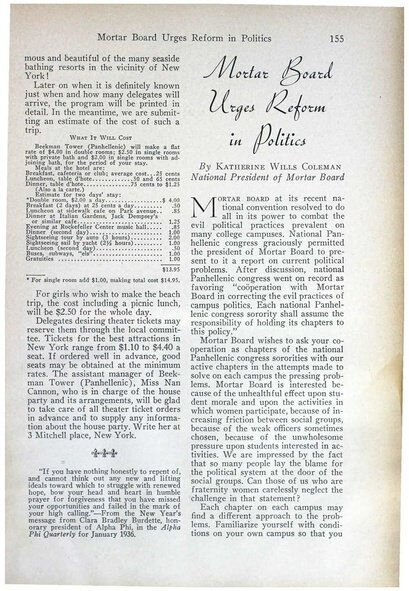 Mortar Board Urges Reform in Politics 155
mous and beautiful of the many seaside
bathing resorts in the vicinity of New
York!
Later on when it is definitely known
just when and how many delegates will
arrive, the program will be printed in
detail. In the meantime, we are submit-
ting an estimate of the cost of such a
trip.
WHAT IT WILL COST
Beekman Tower (Panhellenic) will make a flat
rate of $4.00 in double rooms; $2.50 in single rooms
with private bath and $2.00 in single rooms with ad-
joining bath, for the period of your stay.
Meals at the hotel are:
Breakfast, cafeteria or club; average cost..25 cents
Luncheon, table d'hote............50 and 65 cents
Dinner, table d'hote...............75 cents to $1.25
(Also a la carte.)
Estimate for two days' stay:
*Double room, $2.00 a day.............$ 4.00
Breakfast (2 days) at 25 cents a day..... .50
Luncheon at sidewalk cafe on Park avenue.. .85
Dinner at Italian Gardens, Jack Dempsey's
or similar cafe........................ 1.25
Evening at Rockefeller Center music hall.... .85
Dinner (second day)................... 1.00
Sightseeing tour by auto (3 hours)....... 2.00
Sightseeing sail by yacht (2½ hours)..... 1.00
Luncheon (second day)................. .50
Buses, subways, "els".................. 1.00
Gratuities ........................... 1.00
$13.95
* For single room add $1.00, making total cost $14.95.
For girls who wish to make the beach
trip, the cost including a picnic lunch,
will be $2.50 for the whole day.
Delegates desiring theater tickets may
reserve them through the local commit-
tee. Tickets for the best attractions in
New York range from $1.10 to $4.40 a
seat. If ordered well in advance, good
seats may be obtained at the minimum
rates. The assistant manager of Beek-
man Tower (Panhellenic), Miss Nan
Cannon, who is in charge of the house
party and its arrangements, will be glad
to take care of all theater ticket orders
in advance and to supply any informa-
tion about the house party. Write her at
3 Mitchell place, New York.
"If you have nothing honestly to repent of,
and cannot think out any new and lifting
ideals toward which to struggle with renewed
hope, bow your head and heart in humble
prayer for forgiveness that you have missed
your opportunities and failed in the mark of
your high calling."—From the New Year's
message from Clara Bradley Burdette, hon-
orary president of Alpha Phi, in the Alpha
Phi Quarterly for January 1936.
Mortar Board
Urges Reform
in Politics
By KATHERINE WILLS COLEMAN
National President of Mortar Board
MORTAR BOARD at its recent na-
tional convention resolved to do
all in its power to combat the
evil political practices prevalent on
many college campuses. National Pan-
hellenic congress graciously permitted
the president of Mortar Board to pre-
sent to it a report on current political
problems. After discussion, national
Panhellenic congress went on record as
favoring "coöperation with Mortar
Board in correcting the evil practices of
campus politics, Each national Panhel-
lenic congress sorority shall assume the
responsibility of holding its chapters to
this policy."
Mortar Board wishes to ask your co-
operation as chapters of the national
Panhellenic congress sororities with our
active chapters in the attempts made to
solve on each campus the pressing prob-
lems. Mortar Board is interested be-
cause of the unhealthful effect upon stu-
dent morale and upon the activities in
which women participate, because of in-
creasing friction between social groups,
because of the weak officers sometimes
chosen, because of the unwholesome
pressure upon students interested in ac-
tivities. We are impressed by the fact
that so many people lay the blame for
the political system at the door of the
social groups. Can those of us who are
fraternity women carelessly neglect the
challenge in that statement?
Each chapter on each campus may
find a different approach to the prob-
lems. Familiarize yourself with condi-
tions on your own campus so that you